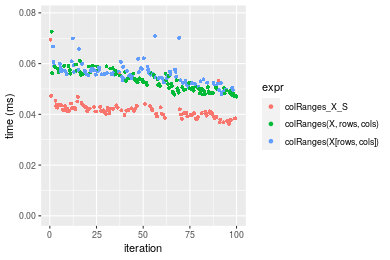 0.08
0.06
0.04
0.02
0.00
time (ms)
0
25
50
75
100
iteration
expr
colRanges_X_S
colRanges(X, rows, cols)
colRanges(X[rows, cols])